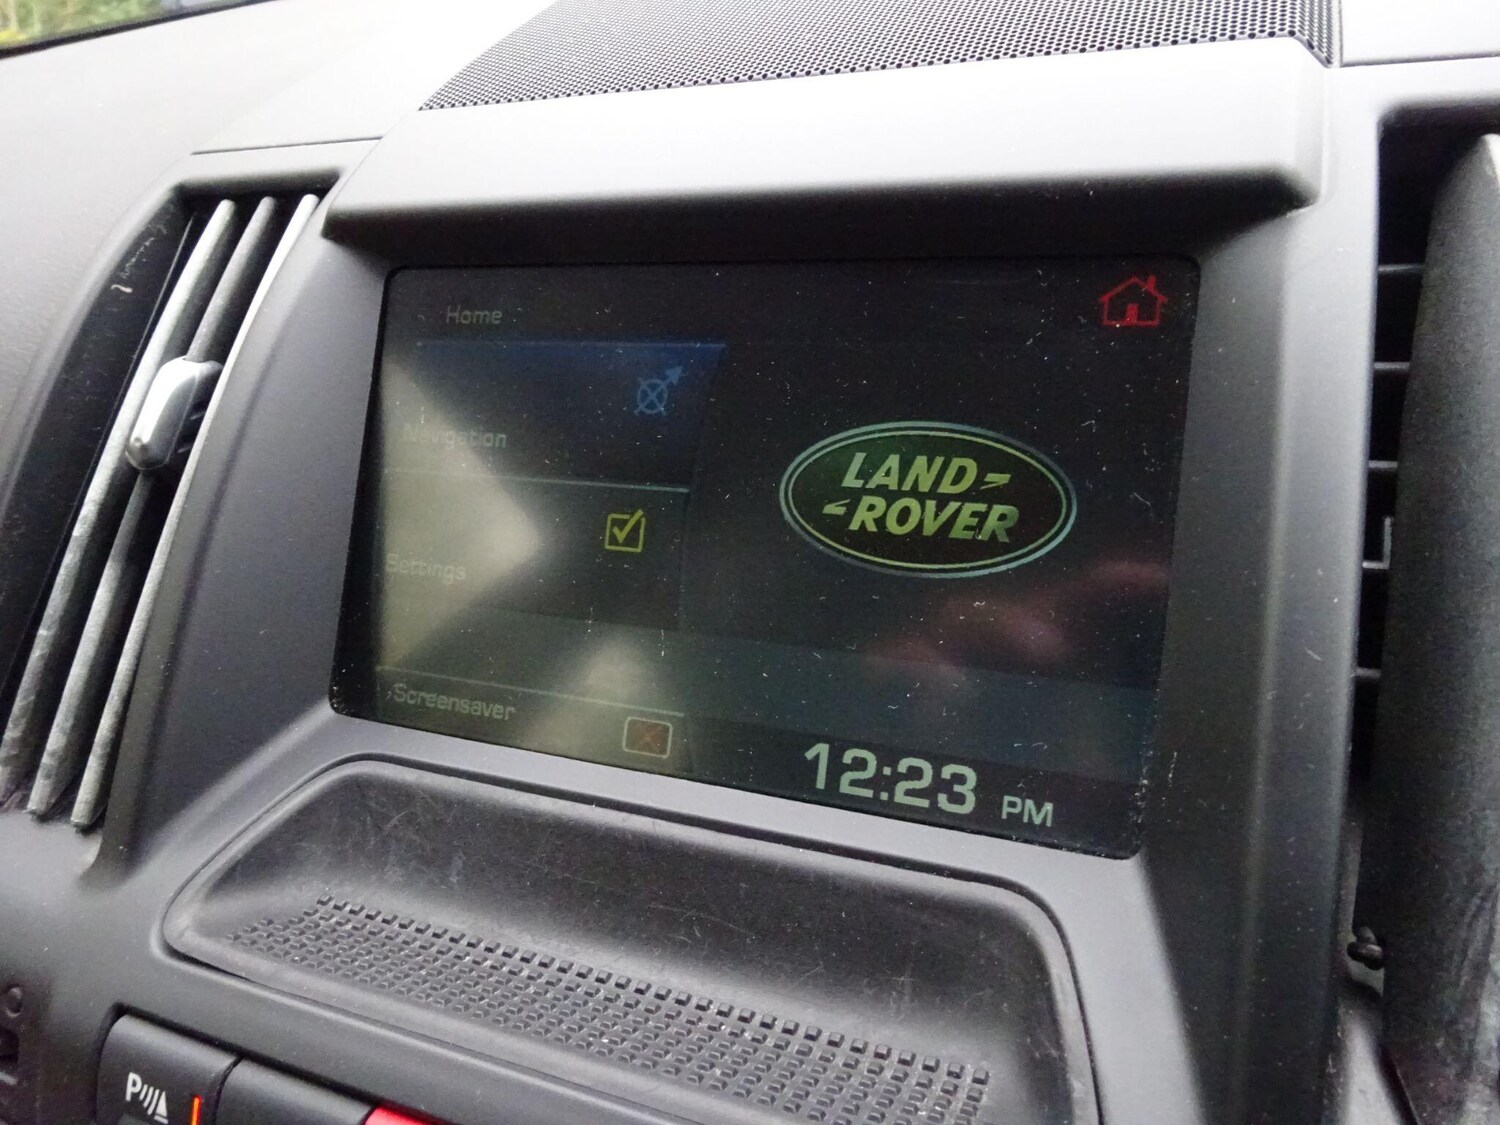 Home
Navigation
Settings
Screensaver
LAND
ROVER
12:23 PM
P